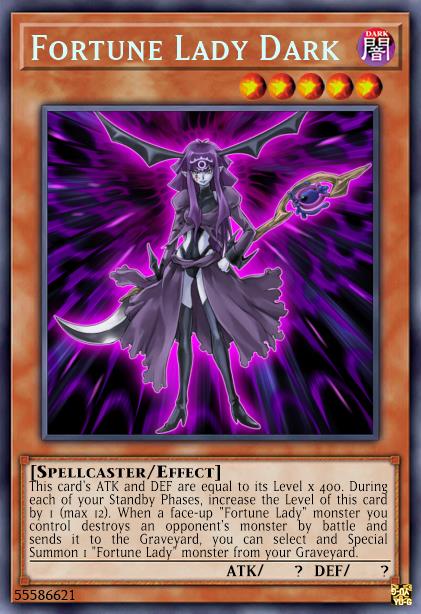 FORTUNE LADY DARK
DARK
闇
[SPELLCASTER/EFFECT]
This card's ATK and DEF are equal to its Level x 400. During
each of your Standby Phases, increase the Level of this card
by 1 (max 12). When a face-up "Fortune Lady" monster you
control destroys an opponent's monster by battle and
sends it to the Graveyard, you can select and Special
Summon 1 "Fortune Lady" monster from your Graveyard.
ATK/ ? DEF/ ?
55586621